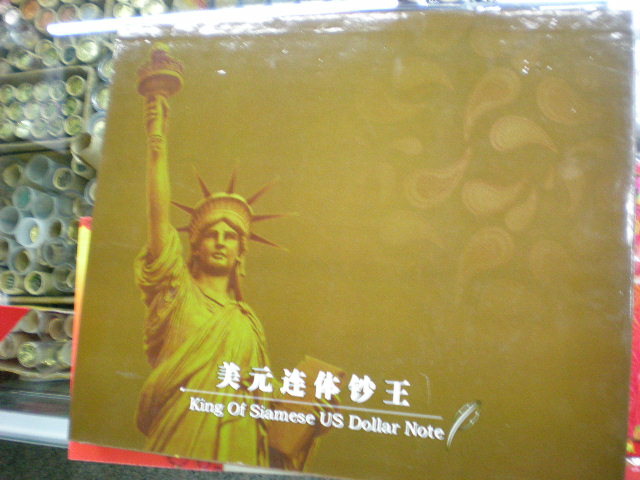 美元连体钞王
King Of Siamese US Dollar Note